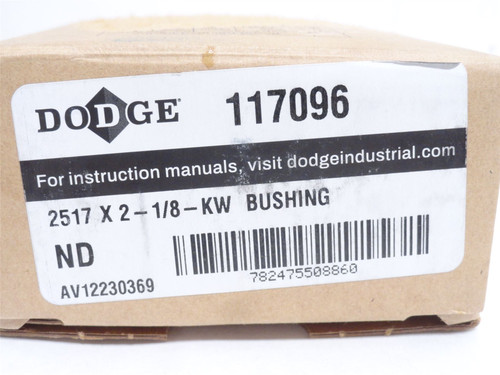 DODGE 117096
For instruction manuals, visit dodgeindustrial.com
2517 X 2-1/8-KW BUSHING
ND
AV12230369
782475508860